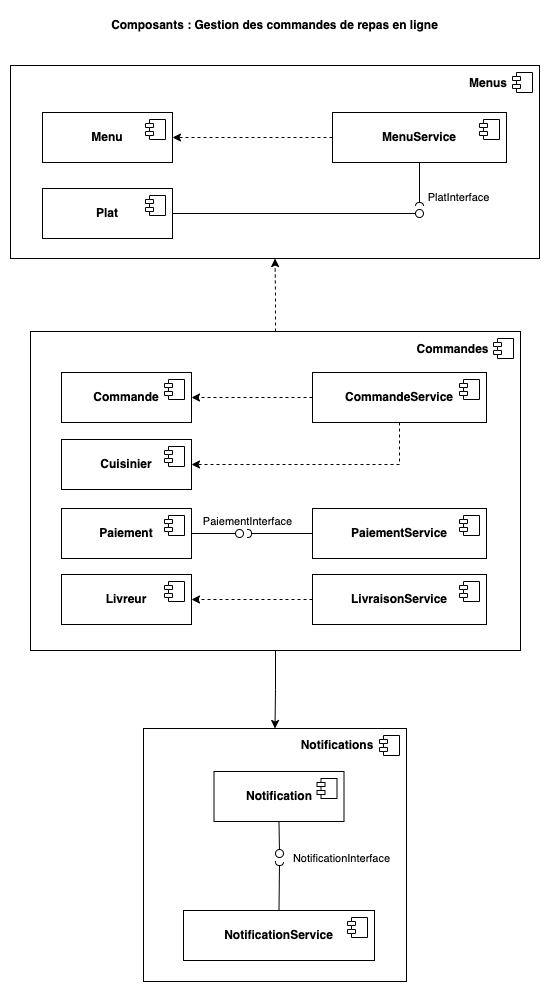 Composants : Gestion des commandes de repas en ligne
Menus
Menu
MenuService
PlatInterface
Plat
Commandes
Commande
CommandeService
Cuisinier
PaiementInterface
Paiement
PaiementService
Livreur
LivraisonService
Notifications
Notification
NotificationInterface
NotificationService